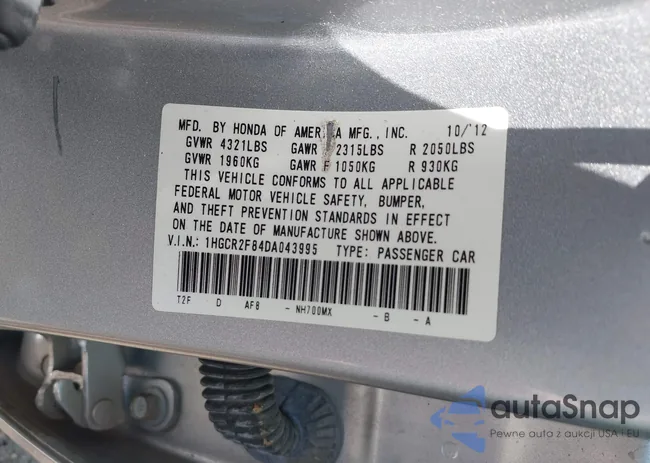 MFD. BY HONDA OF AMERICA MFG., INC. 10/'12
GVWR 4321LBS GAWR F 2315LBS R 2050LBS
GVWR 1960KG GAWR F 1050KG R 930KG
THIS VEHICLE CONFORMS TO ALL APPLICABLE
FEDERAL MOTOR VEHICLE SAFETY, BUMPER,
AND THEFT PREVENTION STANDARDS IN EFFECT
ON THE DATE OF MANUFACTURE SHOWN ABOVE.
V.I.N.: 1HGCR2F84DA043995 TYPE: PASSENGER CAR
T2F D AF8 - NH700MX - B - A
autoSnap
Pewne auta z aukcji USA i EU